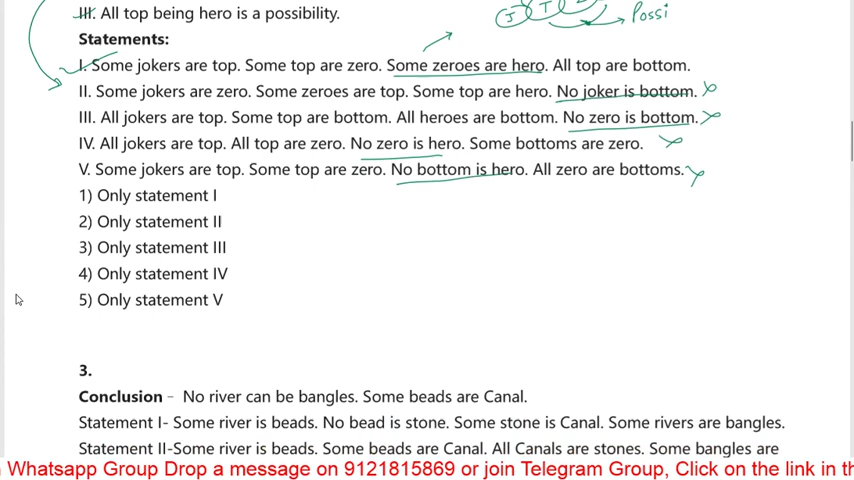 III. All top being hero is a possibility.
J T Possi
Statements:
I. Some jokers are top. Some top are zero. Some zeroes are hero. All top are bottom.
II. Some jokers are zero. Some zeroes are top. Some top are hero. No joker is bottom.
III. All jokers are top. Some top are bottom. All heroes are bottom. No zero is bottom.
IV. All jokers are top. All top are zero. No zero is hero. Some bottoms are zero.
V. Some jokers are top. Some top are zero. No bottom is hero. All zero are bottoms.
1) Only statement I
2) Only statement II
3) Only statement III
4) Only statement IV
5) Only statement V
3.
Conclusion - No river can be bangles. Some beads are Canal.
Statement I- Some river is beads. No bead is stone. Some stone is Canal. Some rivers are bangles.
Statement II-Some river is beads. Some beads are Canal. All Canals are stones. Some bangles are
Whatsapp Group Drop a message on 9121815869 or join Telegram Group, Click on the link in